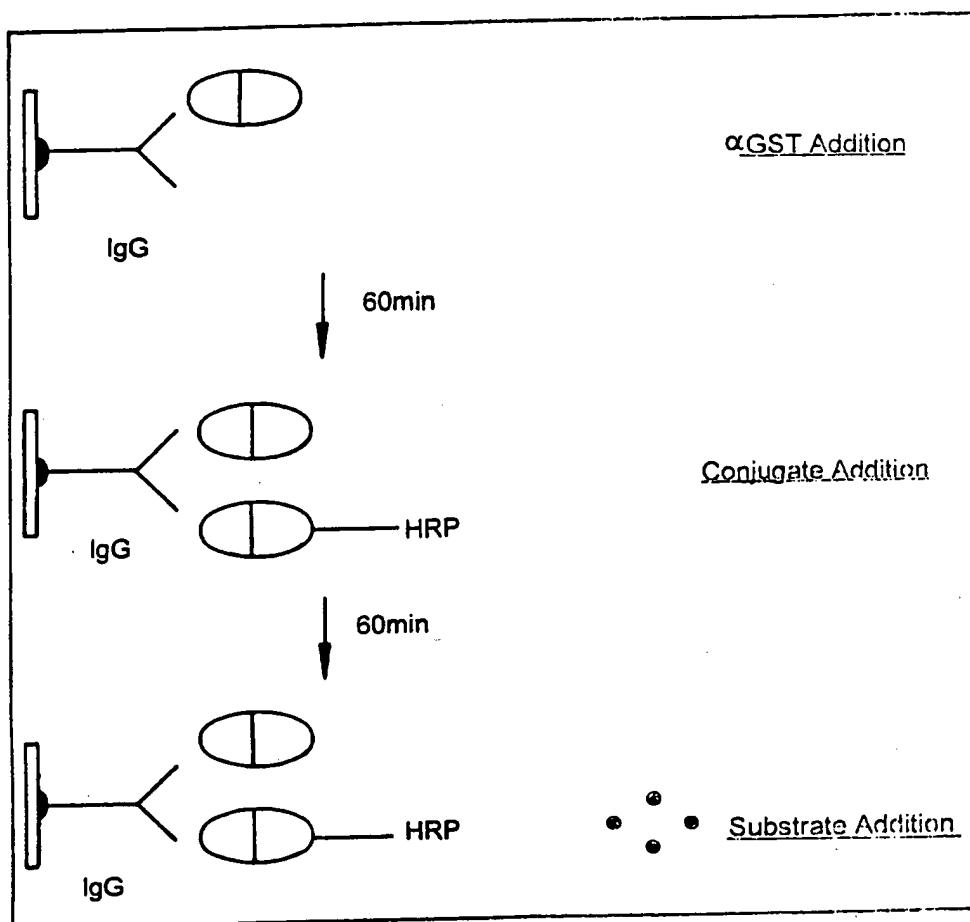 αGST Addition
IgG
60min
Conjugate Addition
HRP
IgG
60min
HRP
Substrate Addition
IgG